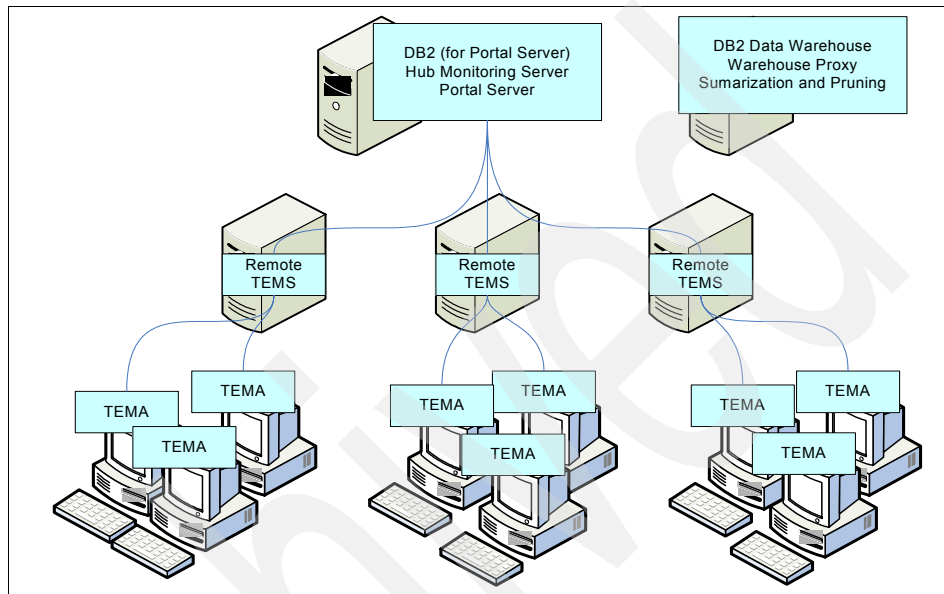 DB2 (for Portal Server)
Hub Monitoring Server
Portal Server
DB2 Data Warehouse
Warehouse Proxy
Sumarization and Pruning
Remote
TEMS
Remote
TEMS
Remote
TEMS
TEMA
TEMA
TEMA
TEMA
TEMA
TEMA
TEMA
TEMA
TEMA